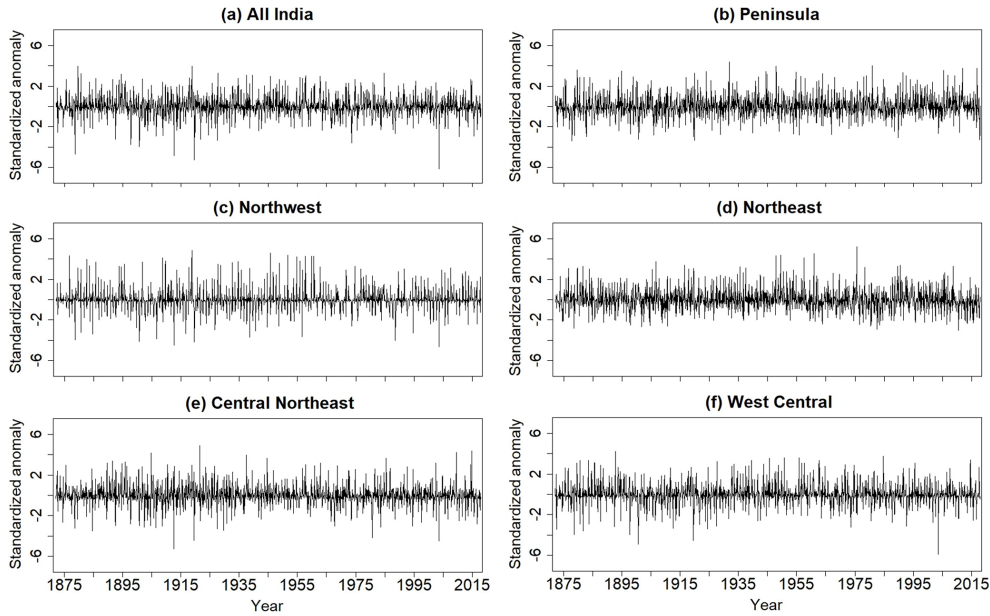 (a) All India
Standardized anomaly
6
2
-2
-6
(b) Peninsula
Standardized anomaly
6
2
-2
-6
(c) Northwest
Standardized anomaly
6
2
-2
-6
(d) Northeast
Standardized anomaly
6
2
-2
-6
(e) Central Northeast
Standardized anomaly
6
2
-2
-6
1875 1895 1915 1935 1955 1975 1995 2015
Year
(f) West Central
Standardized anomaly
6
2
-2
-6
1875 1895 1915 1935 1955 1975 1995 2015
Year